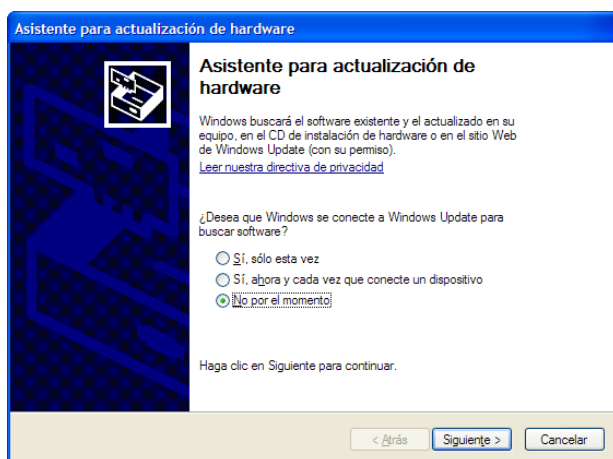 Asistente para actualización de hardware
Asistente para actualización de
hardware
Windows buscará el software existente y el actualizado en su
equipo, en el CD de instalación de hardware o en el sitio Web
de Windows Update (con su permiso).
Leer nuestra directiva de privacidad
¿Desea que Windows se conecte a Windows Update para
buscar software?
Sí, sólo esta vez
Sí, ahora y cada vez que conecte un dispositivo
No por el momento
Haga clic en Siguiente para continuar.
< Atrás Siguiente > Cancelar